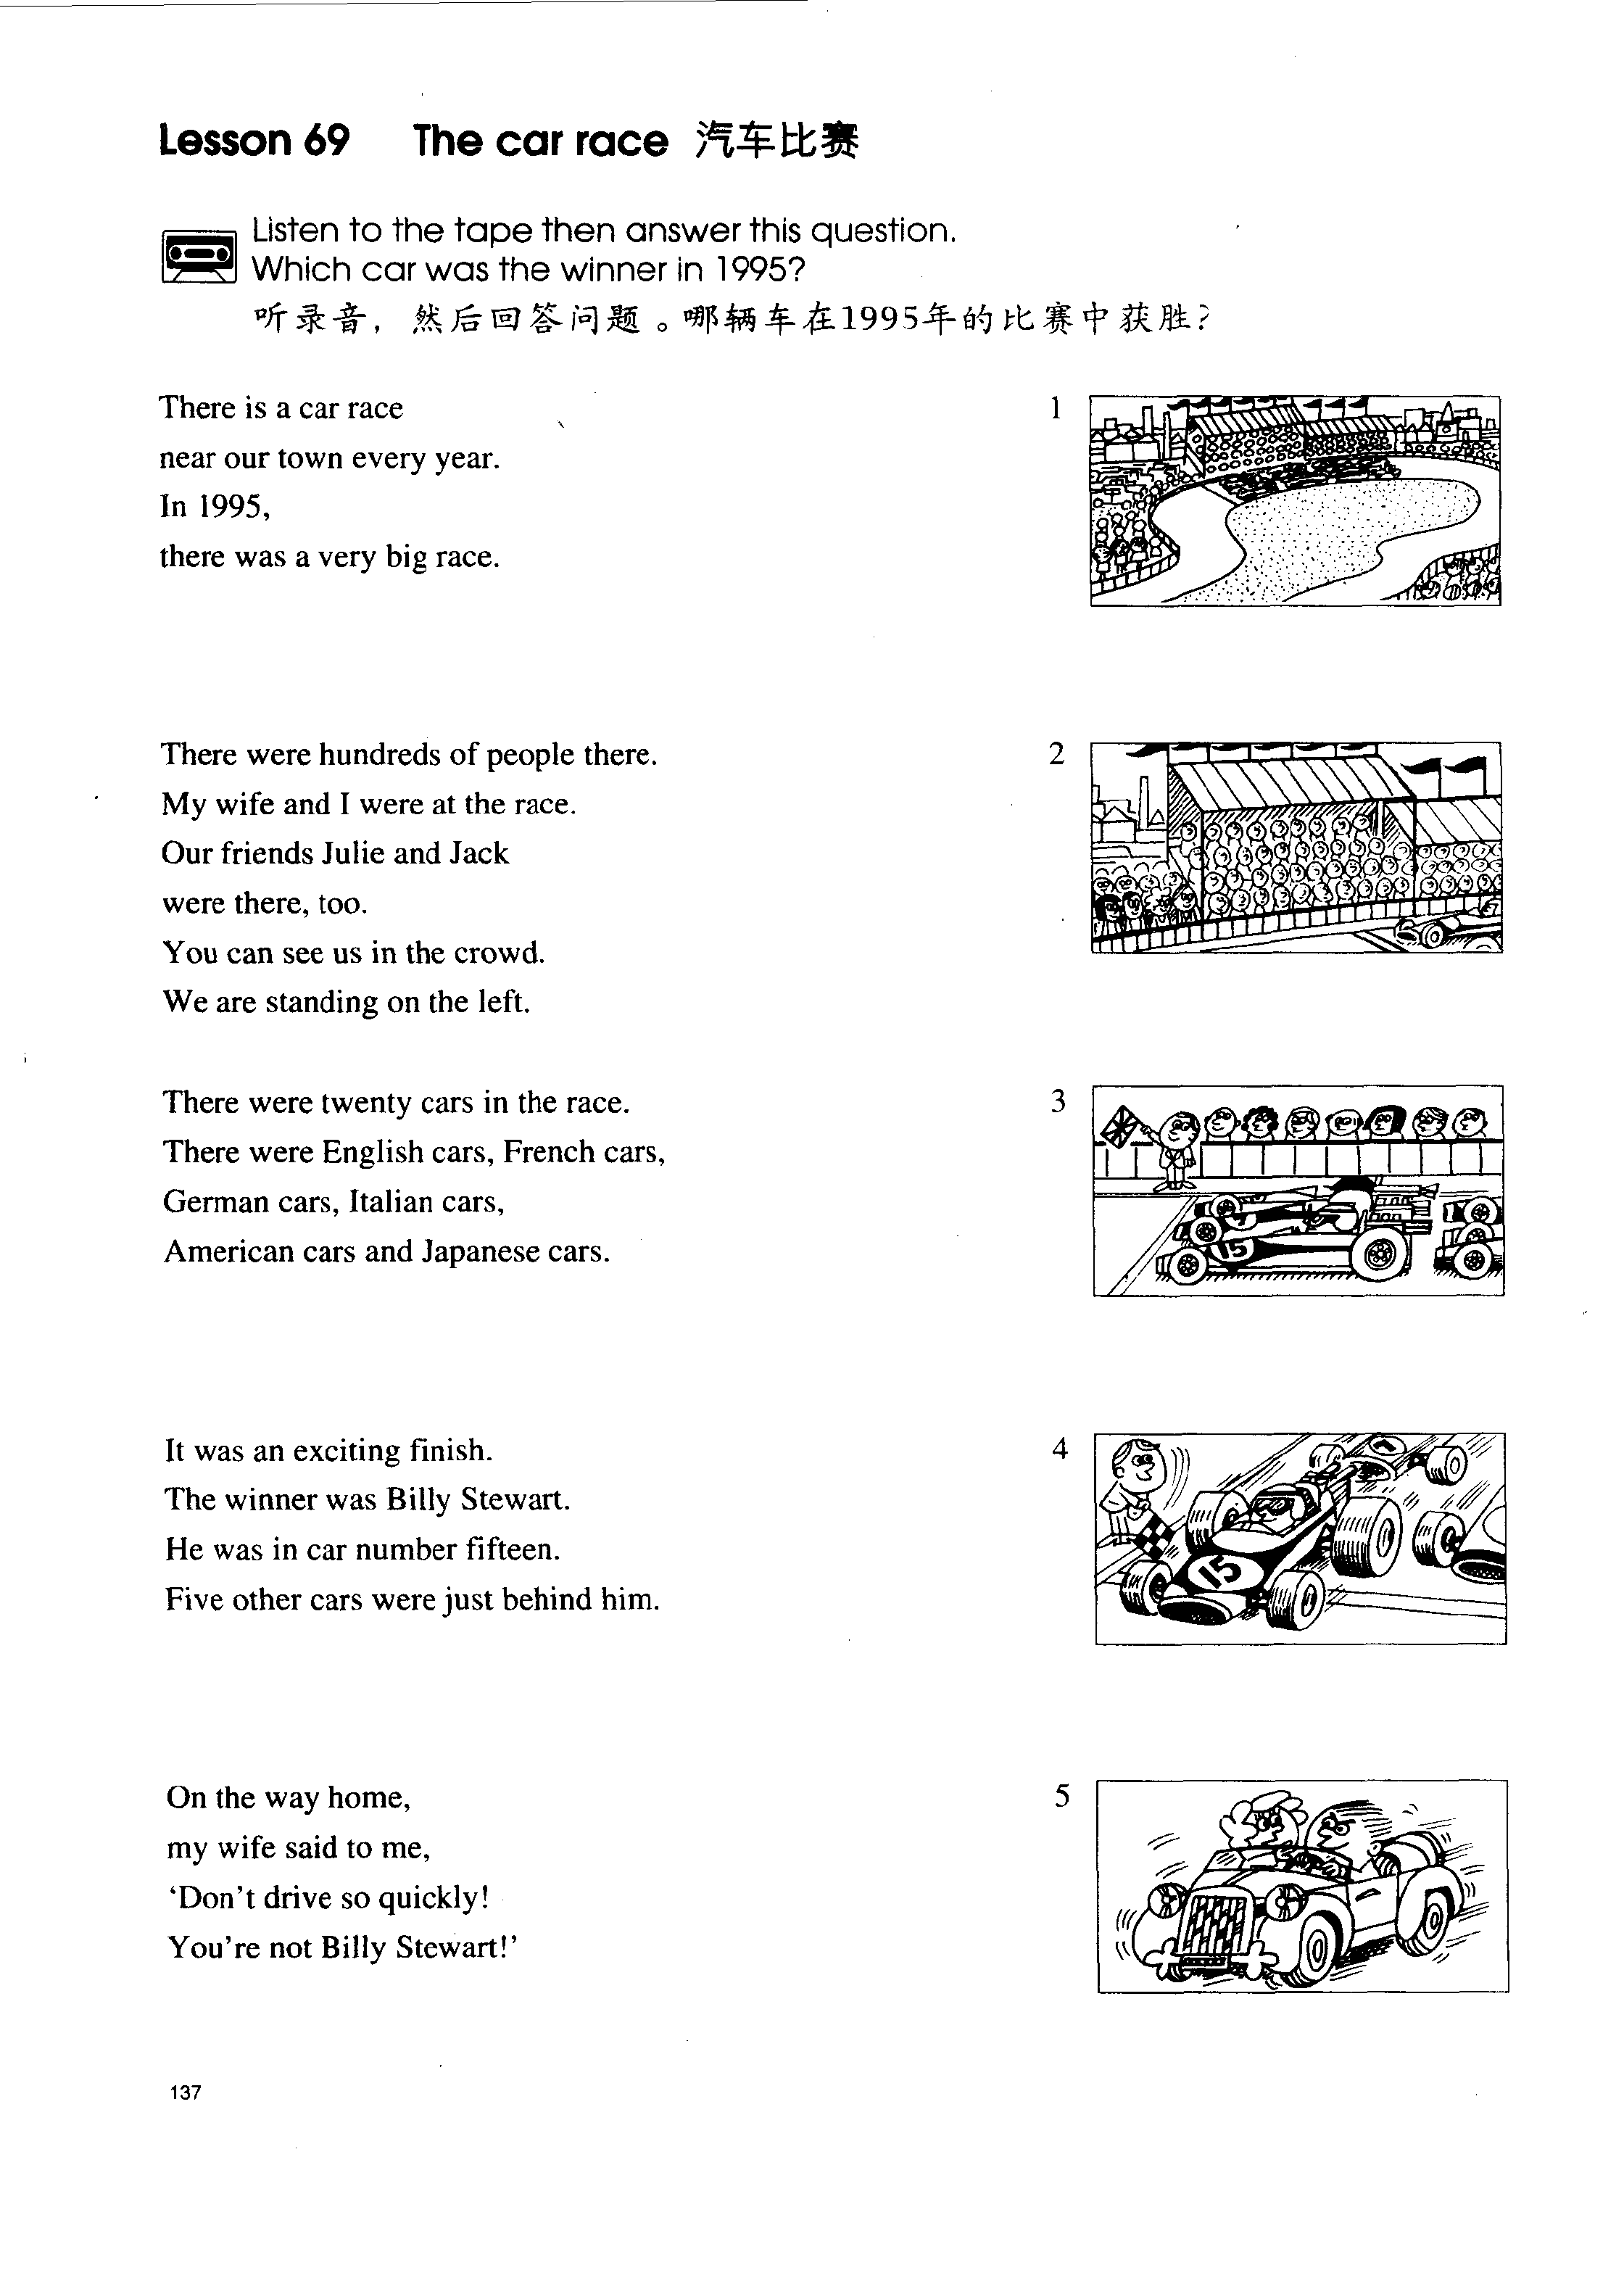 Lesson 69 The car race 汽车比赛
Listen to the tape then answer this question.
Which car was the winner in 1995?
听录音，然后回答问题。哪辆车在1995年的比赛中获胜?
There is a car race
near our town every year.
In 1995,
there was a very big race.
1
There were hundreds of people there.
My wife and I were at the race.
Our friends Julie and Jack
were there, too.
You can see us in the crowd.
We are standing on the left.
2
There were twenty cars in the race.
There were English cars, French cars,
German cars, Italian cars,
American cars and Japanese cars.
3
15
It was an exciting finish.
The winner was Billy Stewart.
He was in car number fifteen.
Five other cars were just behind him.
4
15
On the way home,
my wife said to me,
‘Don't drive so quickly!
You're not Billy Stewart!’
5
137